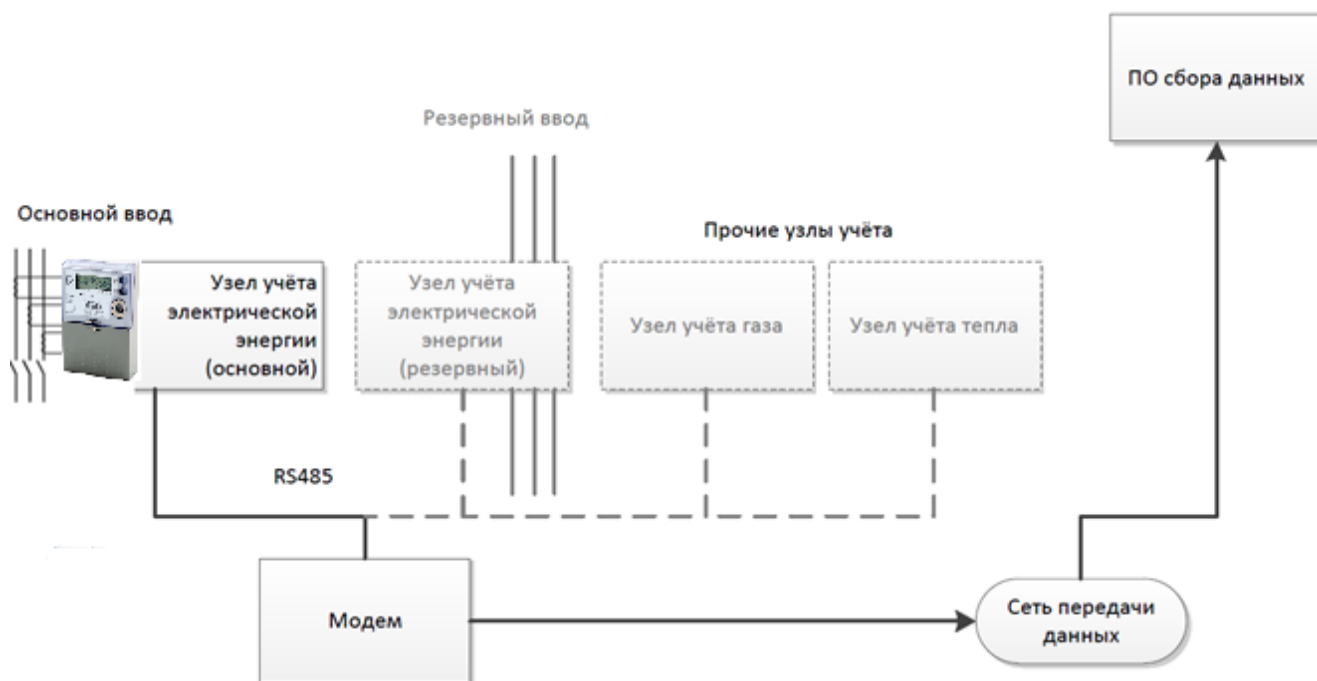 ПО сбора данных
Резервный ввод
Основной ввод
Прочие узлы учёта
Узел учёта
электрической
энергии
(основной)
Узел учёта
электрической
энергии
(резервный)
Узел учёта газа
Узел учёта тепла
RS485
Модем
Сеть передачи
данных